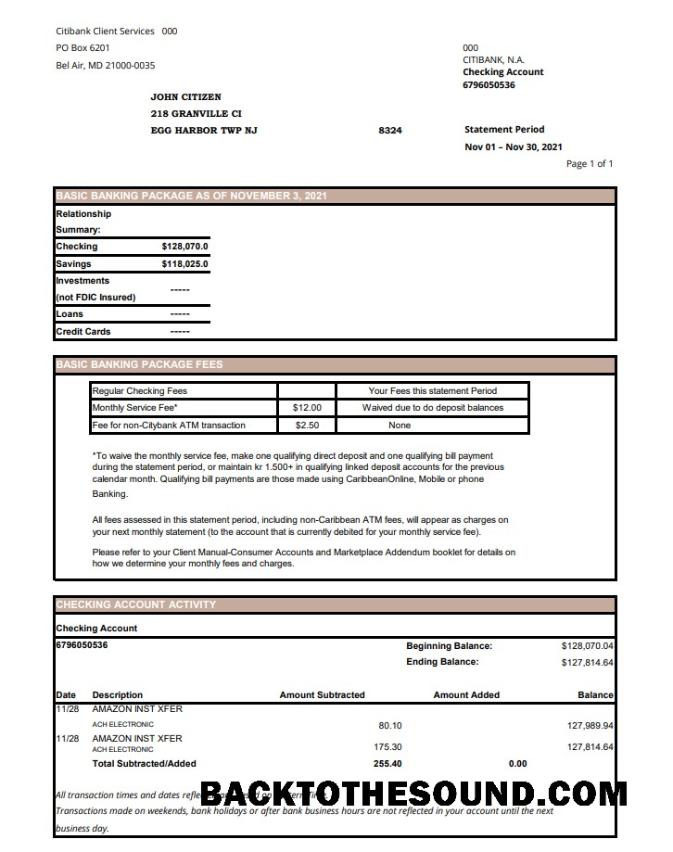 Citibank Client Services 000
PO Box 6201
Bel Air, MD 21000-0035
000
CITIBANK, N.A.
Checking Account
6796050536
JOHN CITIZEN
218 GRANVILLE CI
EGG HARBOR TWP NJ 8324
Statement Period
Nov 01 – Nov 30, 2021
Page 1 of 1
BASIC BANKING PACKAGE AS OF NOVEMBER 3, 2021
Relationship
Summary:
Checking $128,070.0
Savings $118,025.0
Investments
(not FDIC Insured) -----
Loans -----
Credit Cards -----
BASIC BANKING PACKAGE FEES
Regular Checking Fees Your Fees this statement Period
Monthly Service Fee* $12.00 Waived due to do deposit balances
Fee for non-Citybank ATM transaction $2.50 None
*To waive the monthly service fee, make one qualifying direct deposit and one qualifying bill payment
during the statement period, or maintain kr 1.500+ in qualifying linked deposit accounts for the previous
calendar month. Qualifying bill payments are those made using CaribbeanOnline, Mobile or phone
Banking.
All fees assessed in this statement period, including non-Caribbean ATM fees, will appear as charges on
your next monthly statement (to the account that is currently debited for your monthly service fee).
Please refer to your Client Manual-Consumer Accounts and Marketplace Addendum booklet for details on
how we determine your monthly fees and charges.
CHECKING ACCOUNT ACTIVITY
Checking Account
6796050536 Beginning Balance: $128,070.04
Ending Balance: $127,814.64
Date Description Amount Subtracted Amount Added Balance
11/28 AMAZON INST XFER
ACH ELECTRONIC 80.10 127,989.94
11/28 AMAZON INST XFER
ACH ELECTRONIC 175.30 127,814.64
Total Subtracted/Added 255.40 0.00
All transaction times and dates
BACKTOTHESOUND.COM
Transactions made on weekends, bank holidays or after bank business hours are not reflected in your account until the next
business day.